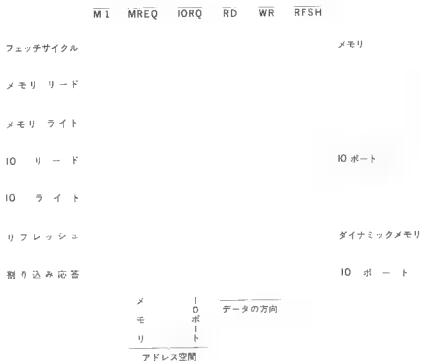 M1 MREQ IORQ RD WR RFSH
フェッチサイクル メモリ
メモリ リード
メモリ ライト
IO リード IO ポート
IO ライト
リフレッシュ ダイナミックメモリ
割り込み応答 IO ポート
メモリ IOポート データの方向
アドレス空間